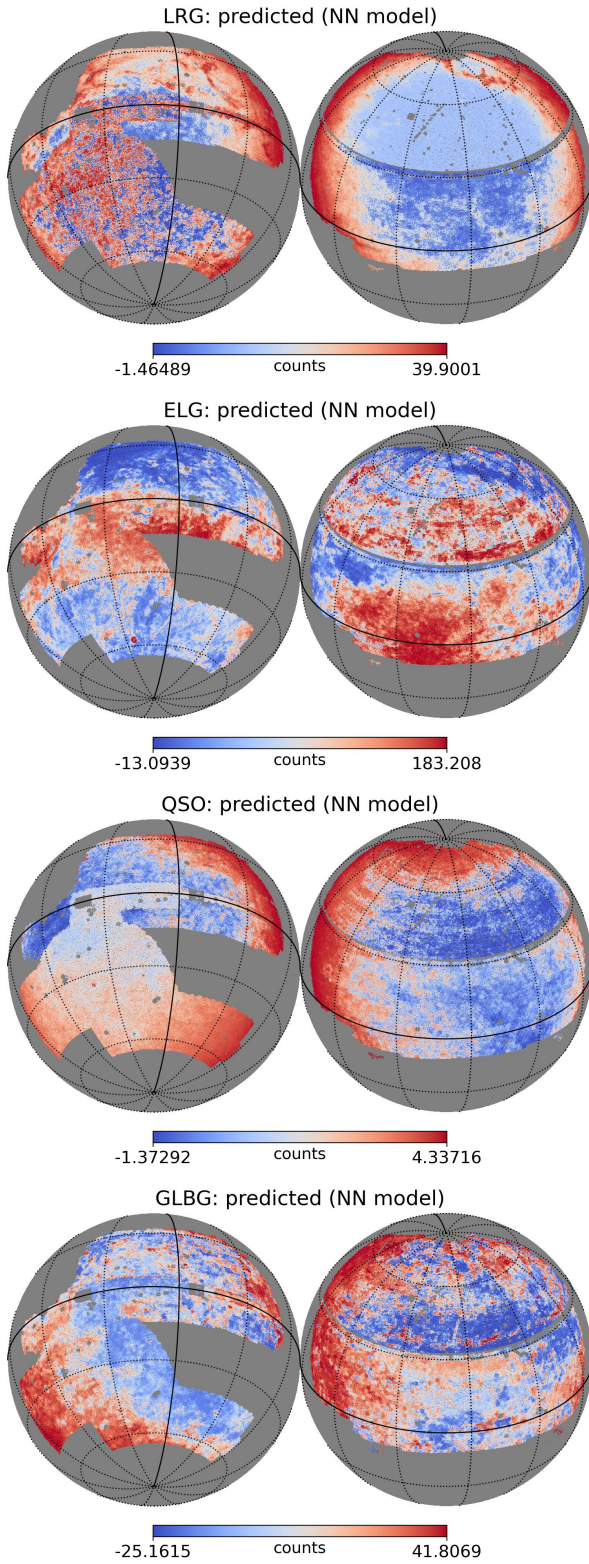 LRG: predicted (NN model)
-1.46489 counts 39.9001
ELG: predicted (NN model)
-13.0939 counts 183.208
QSO: predicted (NN model)
-1.37292 counts 4.33716
GLBG: predicted (NN model)
-25.1615 counts 41.8069